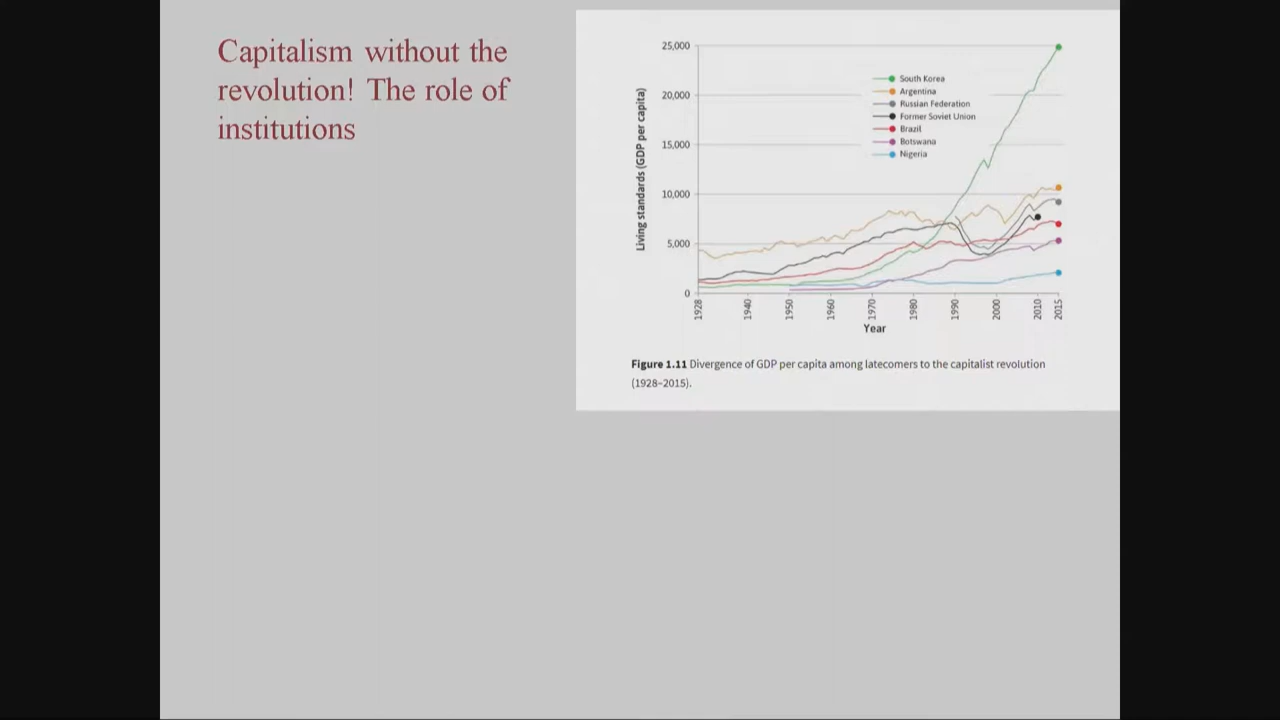 Capitalism without the
revolution! The role of
institutions
25,000
20,000
15,000
10,000
5,000
0
Living standards (GDP per capita)
South Korea
Argentina
Russian Federation
Former Soviet Union
Brazil
Botswana
Nigeria
1928
1940
1950
1960
1970
1980
1990
2000
2010
2015
Year
Figure 1.11 Divergence of GDP per capita among latecomers to the capitalist revolution
(1928–2015).